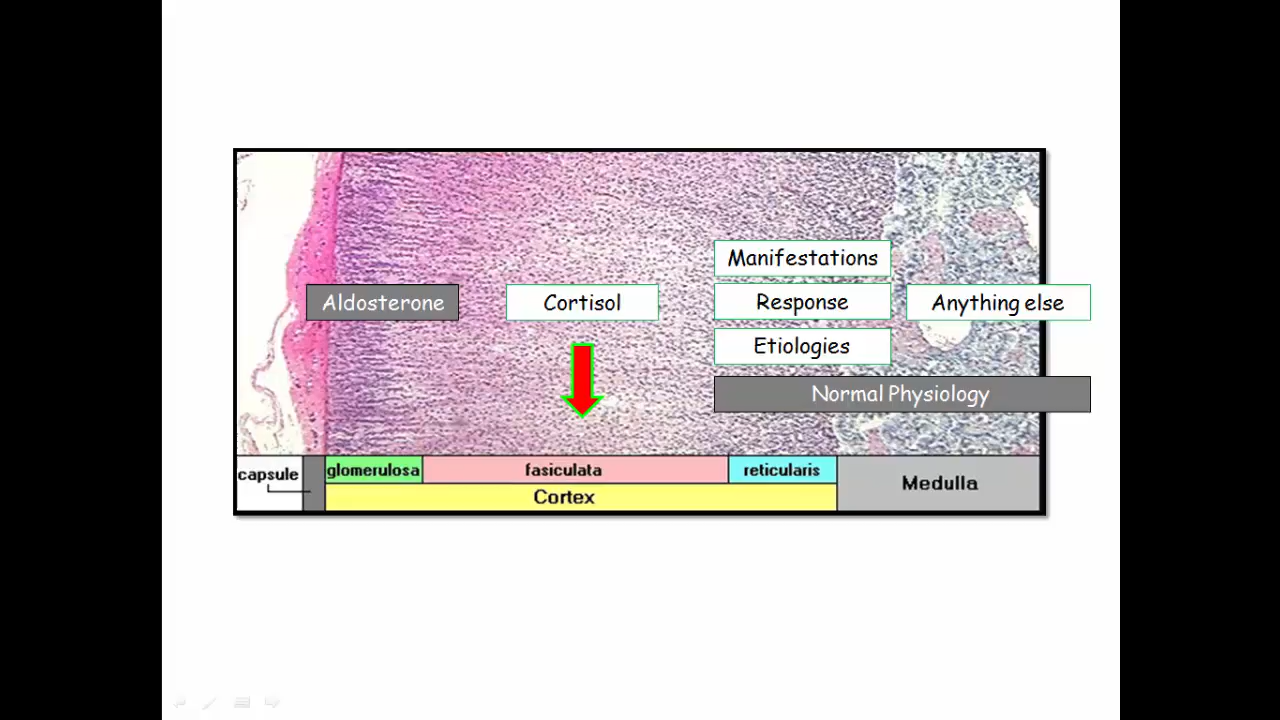 Manifestations
Aldosterone
Cortisol
Response
Anything else
Etiologies
Normal Physiology
capsule
glomerulosa
fasiculata
reticularis
Medulla
Cortex